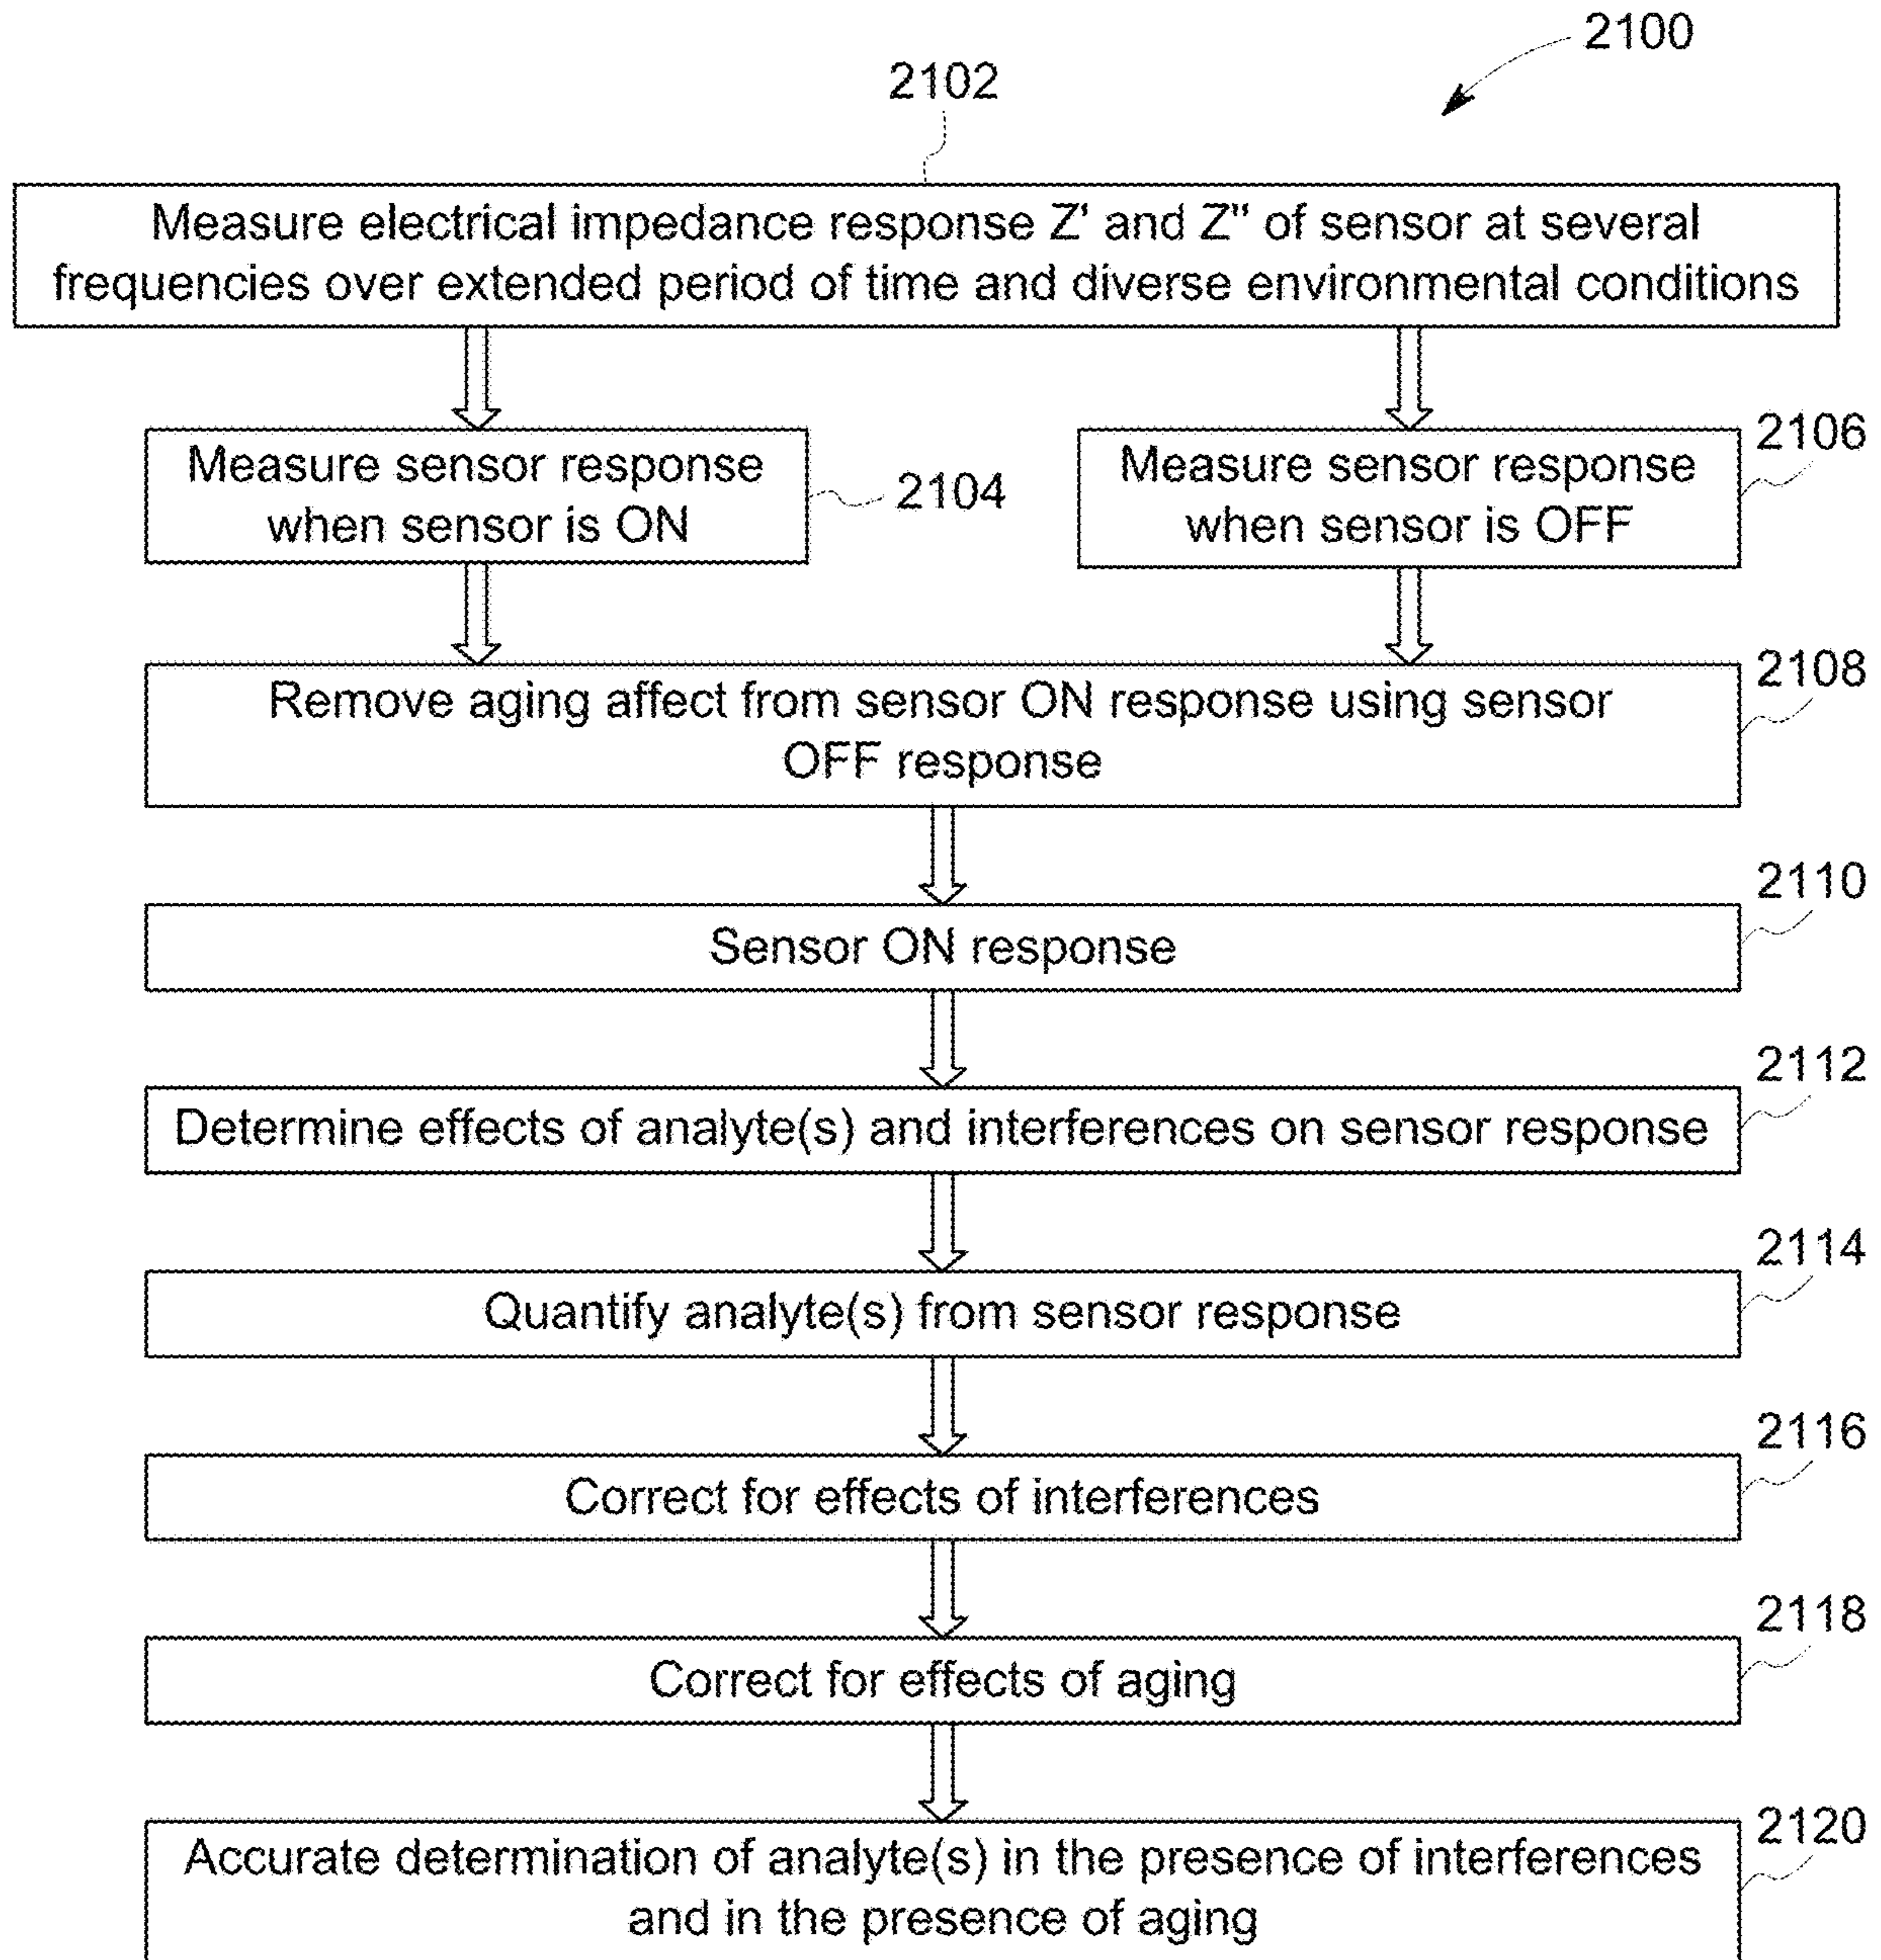 2100
2102
Measure electrical impedance response Z' and Z" of sensor at several
frequencies over extended period of time and diverse environmental conditions
Measure sensor response
when sensor is ON
2104
Measure sensor response
when sensor is OFF
2106
Remove aging affect from sensor ON response using sensor
OFF response
2108
Sensor ON response
2110
Determine effects of analyte(s) and interferences on sensor response
2112
Quantify analyte(s) from sensor response
2114
Correct for effects of interferences
2116
Correct for effects of aging
2118
Accurate determination of analyte(s) in the presence of interferences
and in the presence of aging
2120